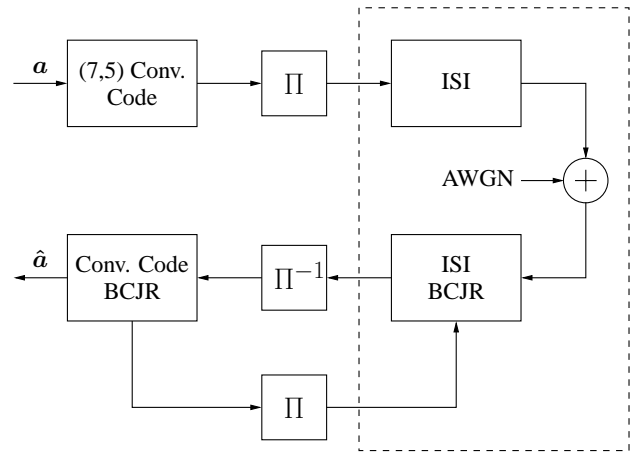 a
(7,5) Conv.
Code
Π
ISI
AWGN
+
â
Conv. Code
BCJR
Π⁻¹
ISI
BCJR
Π